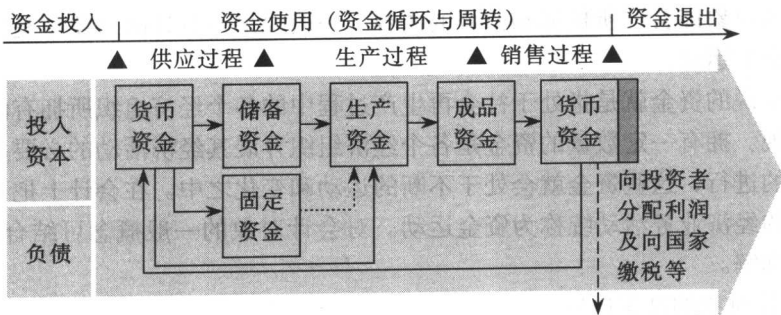 资金投入
资金使用(资金循环与周转)
资金退出
供应过程
生产过程
销售过程
投入
资本
负债
货币
资金
储备
资金
生产
资金
成品
资金
货币
资金
固定
资金
向投资者
分配利润
及向国家
缴税等